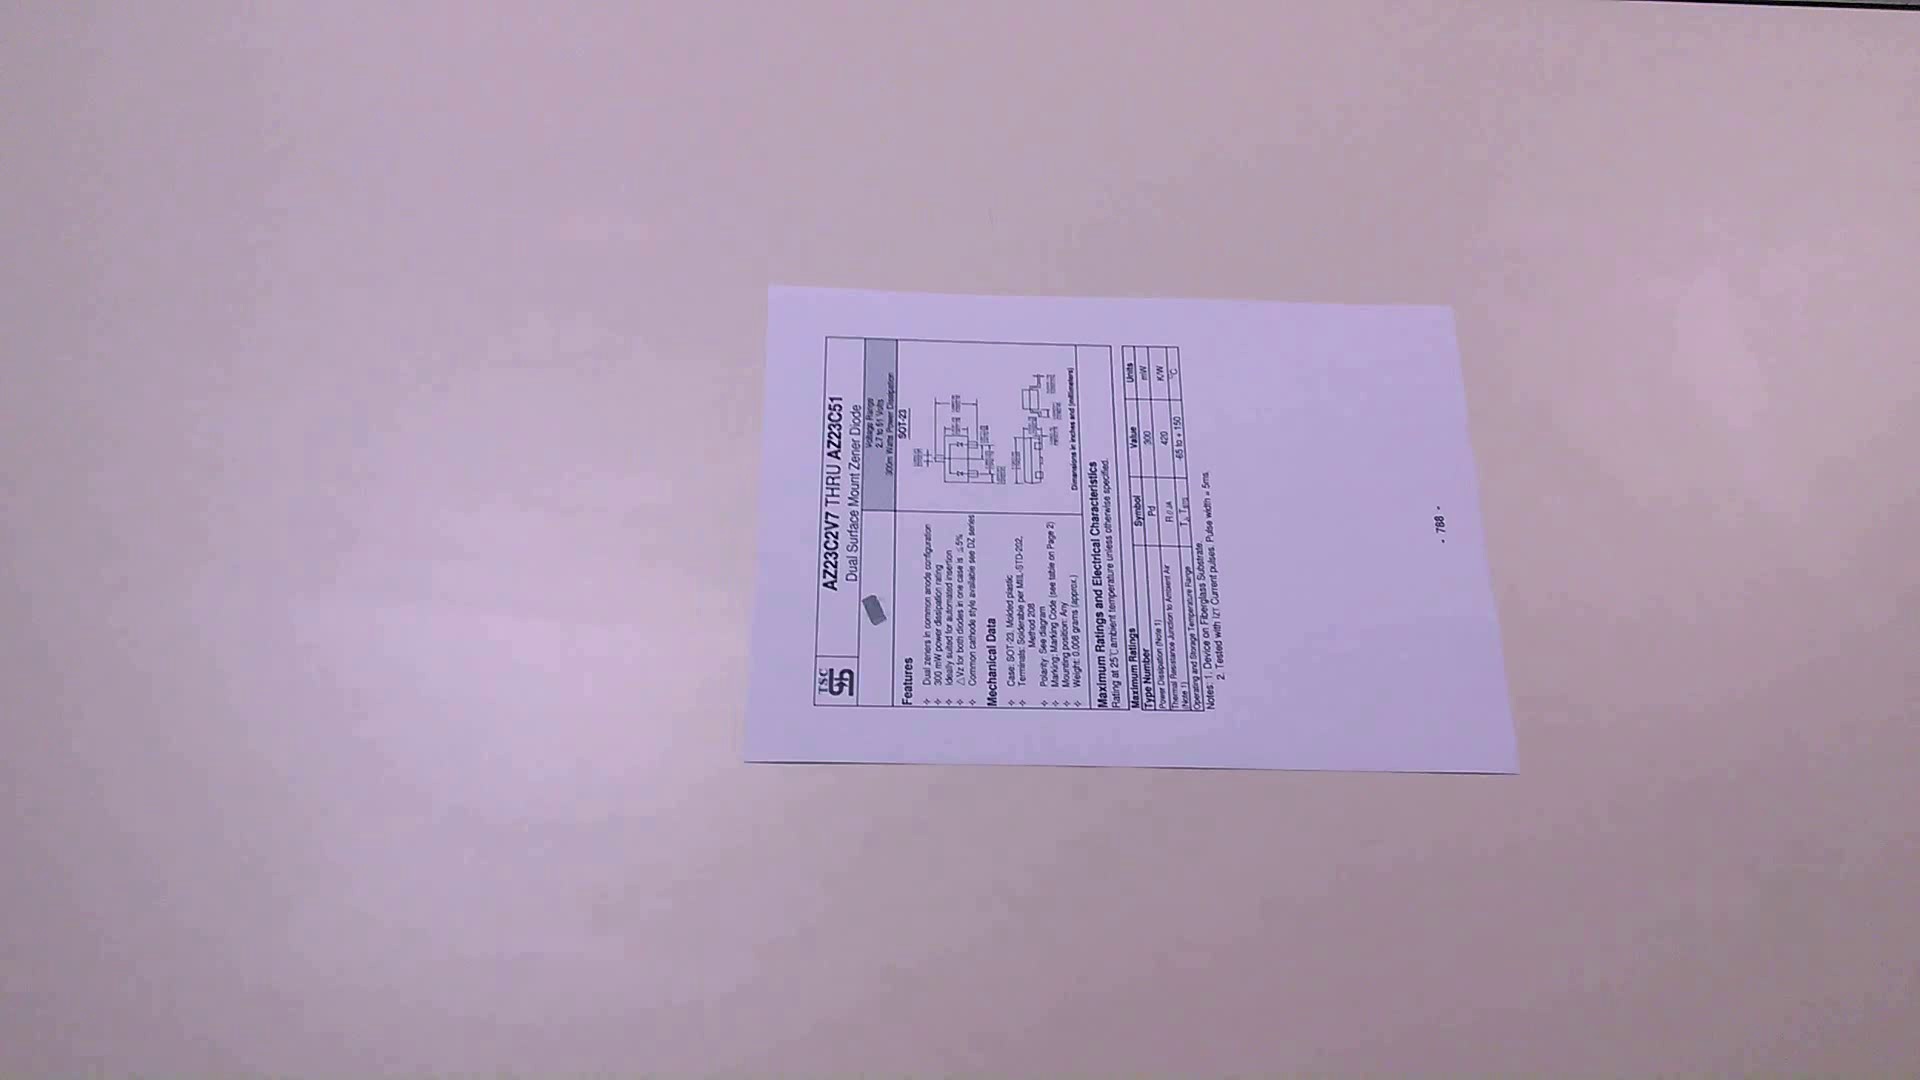 TSC
AZ23C2V7 THRU AZ23C51
Dual Surface Mount Zener Diode
Voltage Range
2.7 to 51 Volts
300m Watts Power Dissipation
SOT-23
Features
Dual zeners in common anode configuration
300 mW power dissipation rating
Ideally suited for automated insertion
△Vz for both diodes in one case is ≦5%
Common cathode style available see DZ series
Mechanical Data
Case: SOT-23, Molded plastic
Terminals: Solderable per MIL-STD-202,
Method 208
Polarity: See diagram
Marking: Marking Code (see table on Page 2)
Mounting position: Any
Weight: 0.008 grams (approx.)
Dimensions in inches and (millimeters)
Maximum Ratings and Electrical Characteristics
Rating at 25℃ ambient temperature unless otherwise specified.
Maximum Ratings
Type Number Symbol Value Units
Power Dissipation (Note 1) Pd 300 mW
Thermal Resistance Junction to Ambient Air RθJA 420 K/W
(Note 1)
Operating and Storage Temperature Range -65 to + 150 °C
Notes: 1. Device on Fiberglass Substrate.
2. Tested with IZT Current pulses. Pulse width = 5ms.
- 788 -